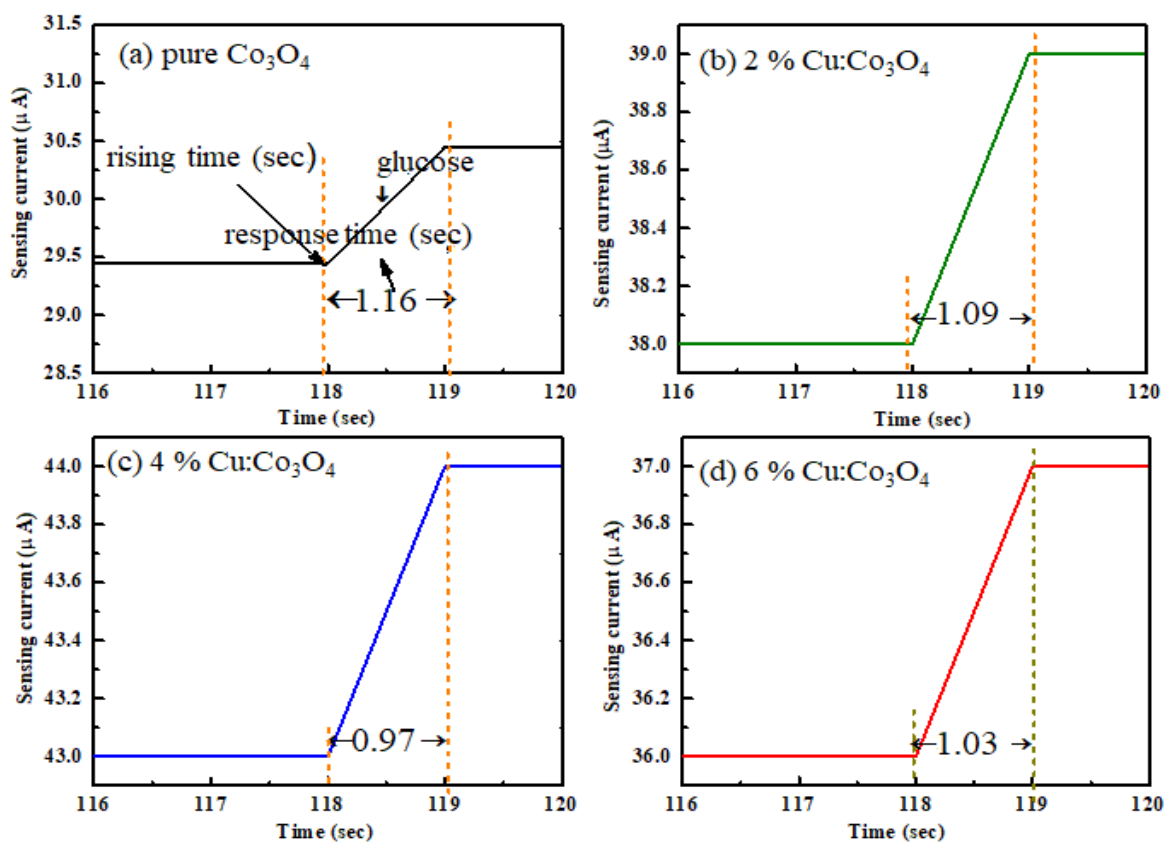 (a) pure Co₃O₄
Sensing current (μA)
31.5
31.0
30.5
30.0
29.5
29.0
28.5
rising time (sec)
glucose
response time (sec)
1.16
116 117 118 119 120
Time (sec)
(b) 2 % Cu:Co₃O₄
Sensing current (μA)
39.0
38.8
38.6
38.4
38.2
38.0
1.09
116 117 118 119 120
Time (sec)
(c) 4 % Cu:Co₃O₄
Sensing current (μA)
44.0
43.8
43.6
43.4
43.2
43.0
0.97
116 117 118 119 120
Time (sec)
(d) 6 % Cu:Co₃O₄
Sensing current (μA)
37.0
36.8
36.6
36.4
36.2
36.0
1.03
116 117 118 119 120
Time (sec)